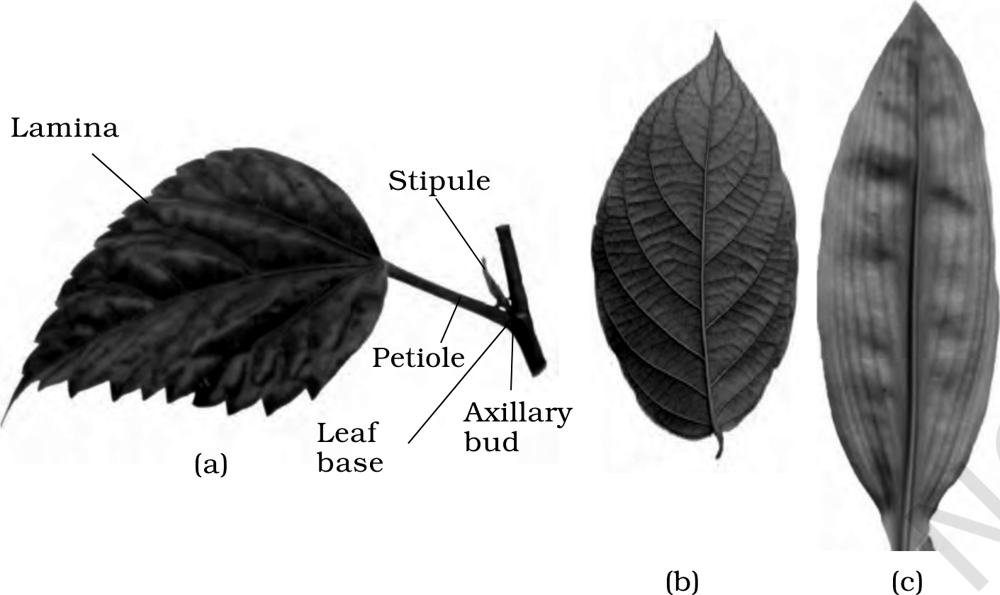 Lamina
Stipule
Petiole
Axillary
bud
Leaf
base
(a)
(b)
(c)